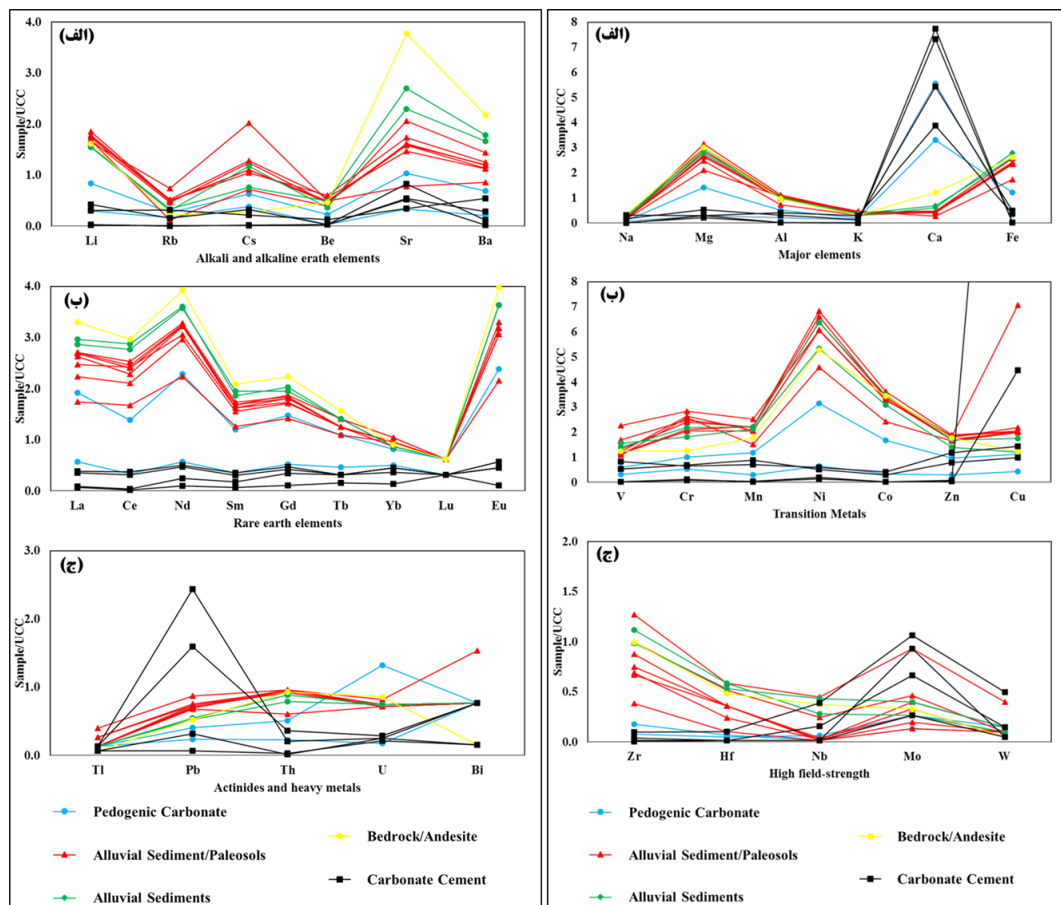 (الف)
4.0
3.0
2.0
1.0
0.0
Sample/UCC
Li Rb Cs Be Sr Ba
Alkali and alkaline erath elements
(ب)
4.0
3.0
2.0
1.0
0.0
Sample/UCC
La Ce Nd Sm Gd Tb Yb Lu Eu
Rare earth elements
(ج)
3.0
2.0
1.0
0.0
Sample/UCC
Tl Pb Th U Bi
Actinides and heavy metals
Pedogenic Carbonate
Bedrock/Andesite
Alluvial Sediment/Paleosols
Carbonate Cement
Alluvial Sediments
(الف)
8
7
6
5
4
3
2
1
0
Sample/UCC
Na Mg Al K Ca Fe
Major elements
(ب)
8
7
6
5
4
3
2
1
0
Sample/UCC
V Cr Mn Ni Co Zn Cu
Transition Metals
(ج)
2.0
1.5
1.0
0.5
0.0
Sample/UCC
Zr Hf Nb Mo W
High field-strength
Pedogenic Carbonate
Bedrock/Andesite
Alluvial Sediment/Paleosols
Carbonate Cement
Alluvial Sediments